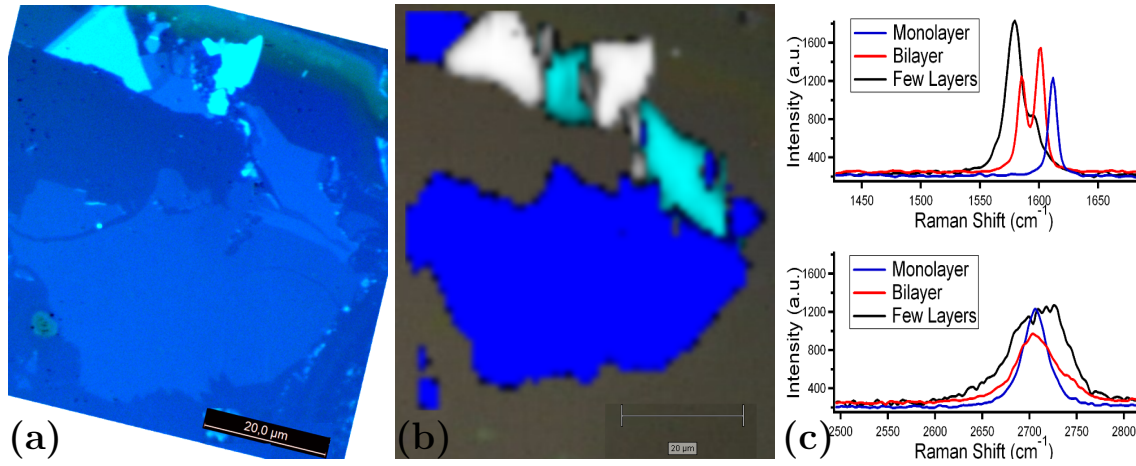 20,0 µm
(a)
20 µm
(b)
Intensity (a.u.)
1600
1200
800
400
Monolayer
Bilayer
Few Layers
1450 1500 1550 1600 1650
Raman Shift (cm⁻¹)
Intensity (a.u.)
1600
1200
800
400
Monolayer
Bilayer
Few Layers
2500 2550 2600 2650 2700 2750 2800
Raman Shift (cm⁻¹)
(c)